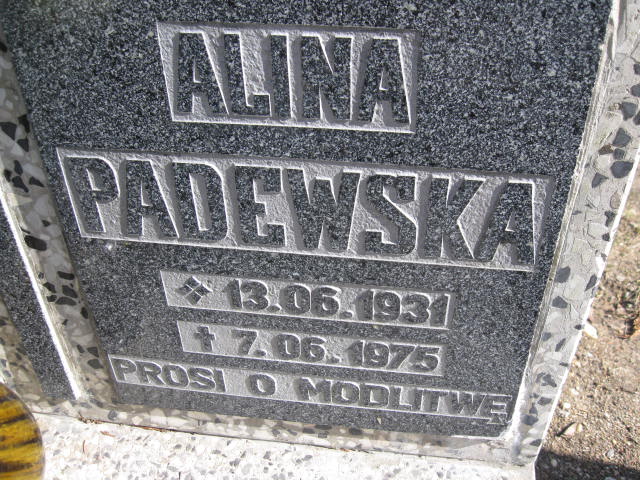 ALINA
PADEWSKA
13.06.1931
✝ 7.06.1975
PROSI O MODLITWĘ